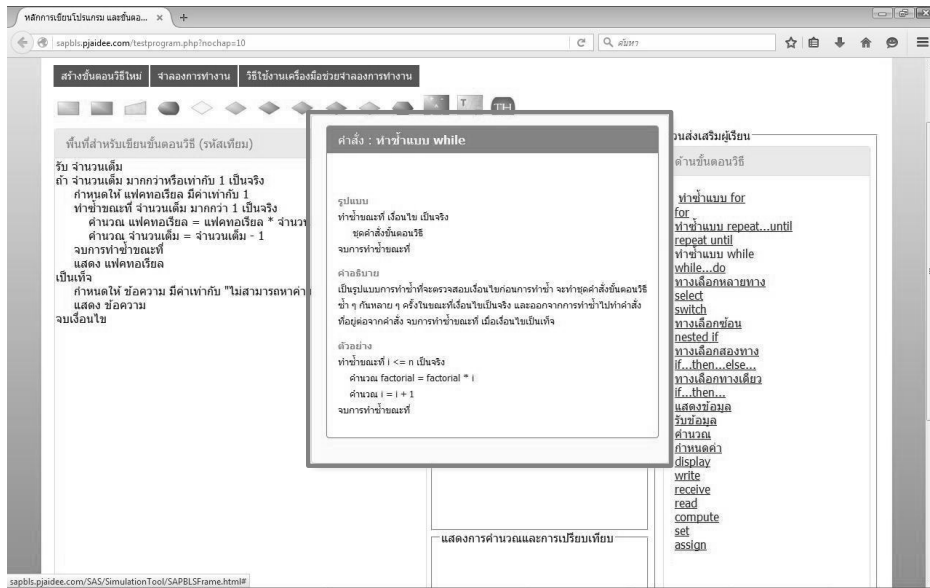 หลักการเขียนโปรแกรม และขั้นตอ...
sapbls.pjaidee.com/testprogram.php?nochap=10
ค้นหา
สร้างขั้นตอนวิธีใหม่
จำลองการทำงาน
วิธีใช้งานเครื่องมือช่วยจำลองการทำงาน
T
TH
พื้นที่สำหรับเขียนขั้นตอนวิธี (รหัสเทียม)
รับ จำนวนเต็ม
ถ้า จำนวนเต็ม มากกว่าหรือเท่ากับ 1 เป็นจริง
กำหนดให้ แฟคทอเรียล มีค่าเท่ากับ 1
ทำซ้ำขณะที่ จำนวนเต็ม มากกว่า 1 เป็นจริง
คำนวณ แฟคทอเรียล = แฟคทอเรียล * จำนว
คำนวณ จำนวนเต็ม = จำนวนเต็ม - 1
จบการทำซ้ำขณะที่
แสดง แฟคทอเรียล
เป็นเท็จ
กำหนดให้ ข้อความ มีค่าเท่ากับ "ไม่สามารถหาค่า
แสดง ข้อความ
จบเงื่อนไข
คำสั่ง : ทำซ้ำแบบ while
รูปแบบ
ทำซ้ำขณะที่ เงื่อนไข เป็นจริง
ชุดคำสั่งขั้นตอนวิธี
จบการทำซ้ำขณะที่
คำอธิบาย
เป็นรูปแบบการทำซ้ำที่จะตรวจสอบเงื่อนไขก่อนการทำซ้ำ จะทำชุดคำสั่งขั้นตอนวิธี
ซ้ำ ๆ กันหลาย ๆ ครั้งในขณะที่เงื่อนไขเป็นจริง และออกจากการทำซ้ำไปทำคำสั่ง
ที่อยู่ต่อจากคำสั่ง จบการทำซ้ำขณะที่ เมื่อเงื่อนไขเป็นเท็จ
ตัวอย่าง
ทำซ้ำขณะที่ i <= n เป็นจริง
คำนวณ factorial = factorial * i
คำนวณ i = i + 1
จบการทำซ้ำขณะที่
วนส่งเสริมผู้เรียน
ด้านขั้นตอนวิธี
ทำซ้ำแบบ for
for
ทำซ้ำแบบ repeat...until
repeat until
ทำซ้ำแบบ while
while...do
ทางเลือกหลายทาง
select
switch
ทางเลือกซ้อน
nested if
ทางเลือกสองทาง
if...then...else...
ทางเลือกทางเดียว
if...then...
แสดงข้อมูล
รับข้อมูล
คำนวณ
กำหนดค่า
display
write
receive
read
compute
set
assign
แสดงการคำนวณและการเปรียบเทียบ
sapbls.pjaidee.com/SAS/SimulationTool/SAPBLSFrame.html#